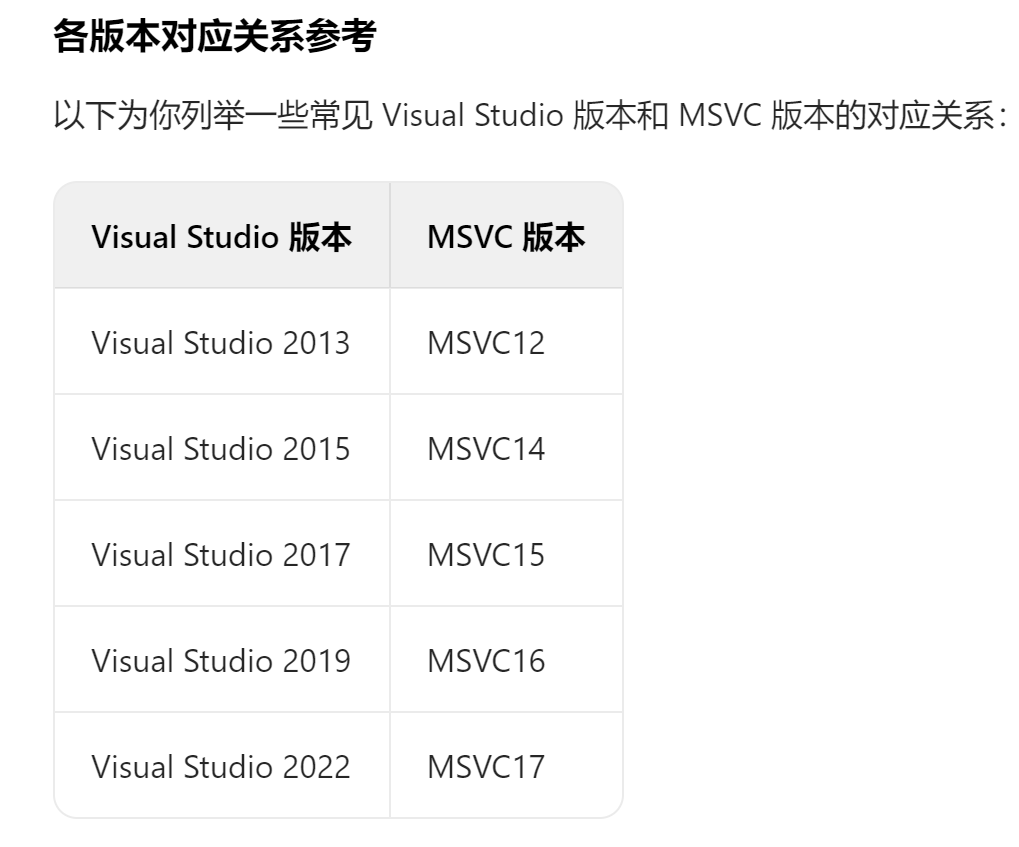 各版本对应关系参考
以下为你列举一些常见 Visual Studio 版本和 MSVC 版本的对应关系：
Visual Studio 版本 MSVC 版本
Visual Studio 2013 MSVC12
Visual Studio 2015 MSVC14
Visual Studio 2017 MSVC15
Visual Studio 2019 MSVC16
Visual Studio 2022 MSVC17